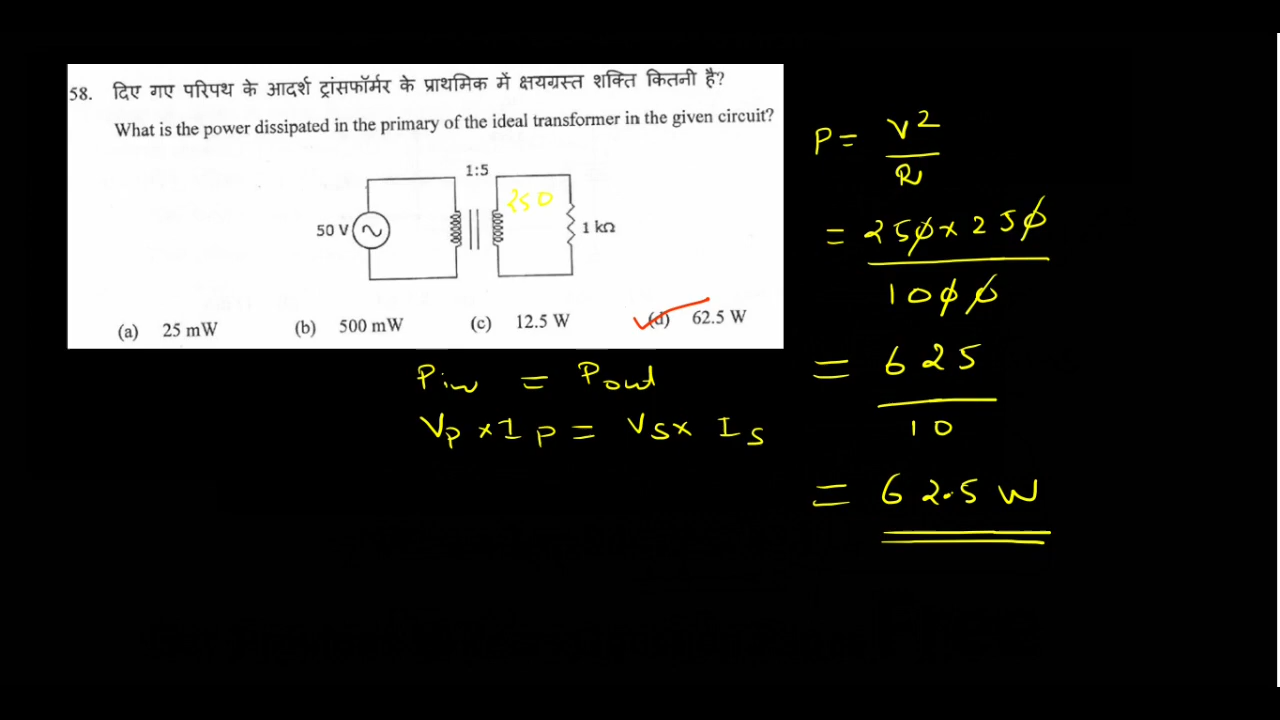 58. दिए गए परिपथ के आदर्श ट्रांसफॉर्मर के प्राथमिक में क्षयग्रस्त शक्ति कितनी है?
What is the power dissipated in the primary of the ideal transformer in the given circuit?
1:5
250
50 V
1 kΩ
(a) 25 mW (b) 500 mW (c) 12.5 W (d) 62.5 W
Pin = Pout
Vp × Ip = Vs × Is
P = V2
R
= 250 × 250
1000
= 625
10
= 62.5 W